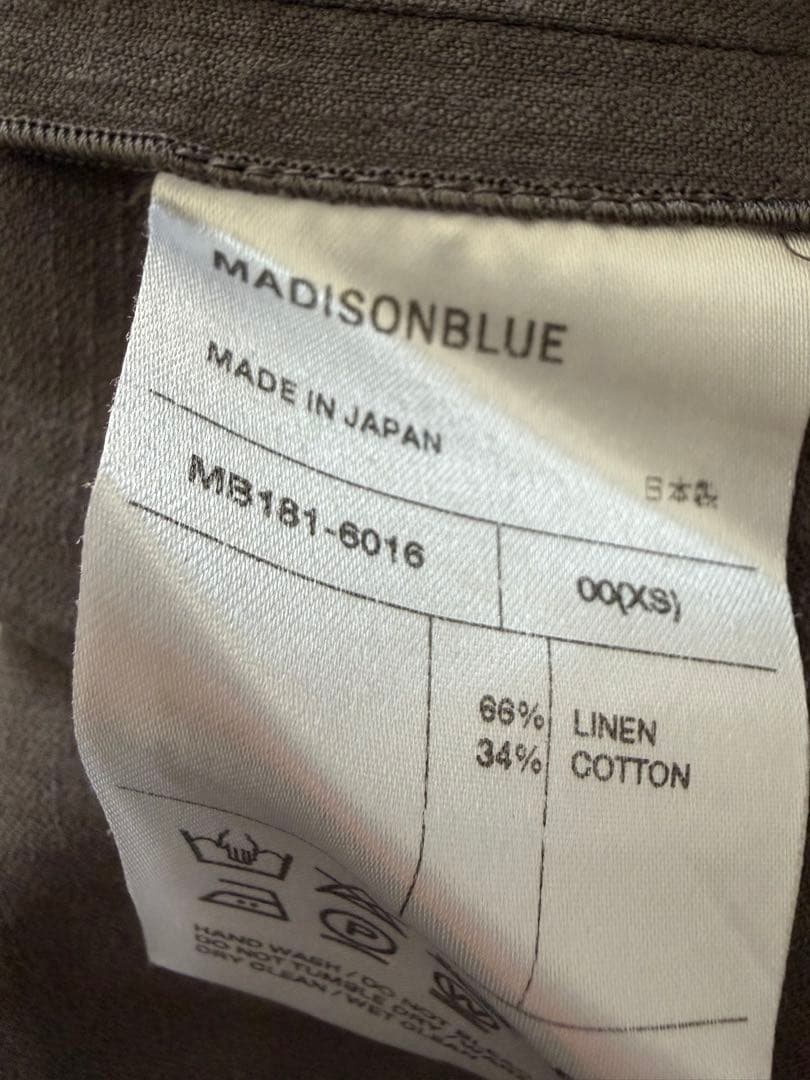 MADISONBLUE
MADE IN JAPAN
日本製
MB181-6016 00(XS)
66% LINEN
34% COTTON
P
W
HAND WASH / DO NOT BLEACH
DO NOT TUMBLE DRY /
DRY CLEAN / WET CLEAN